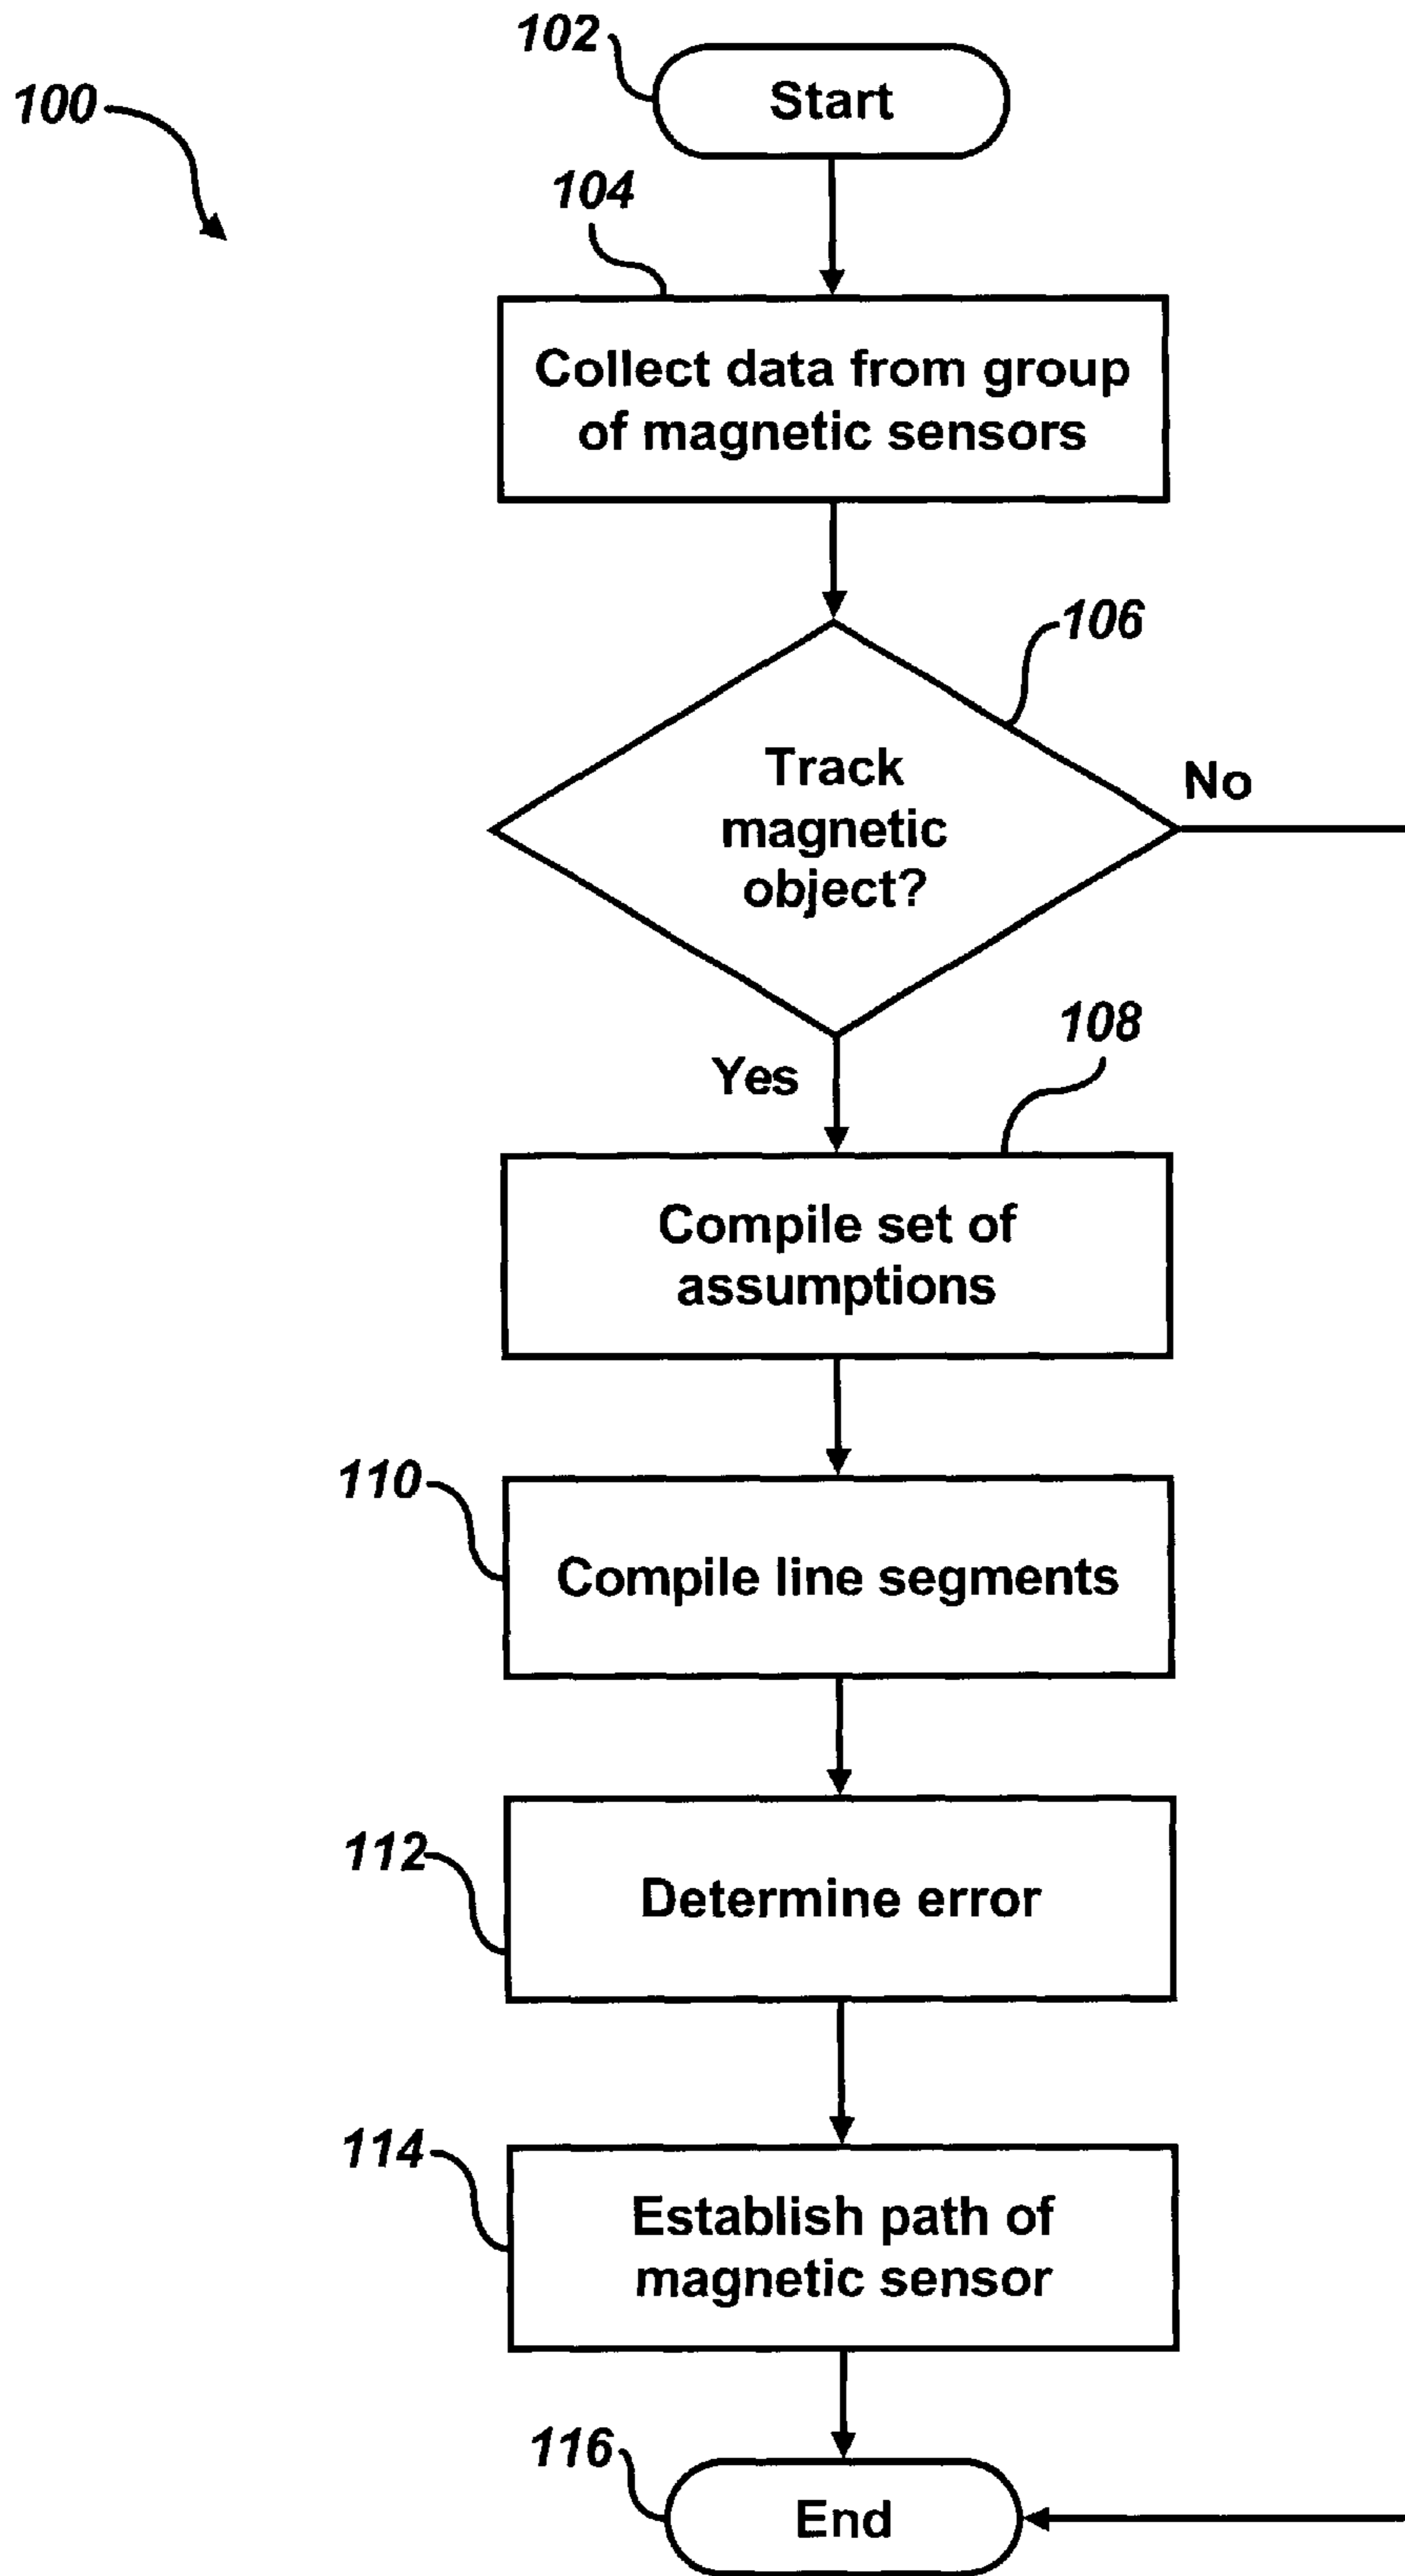 102
Start
100
104
Collect data from group
of magnetic sensors
106
Track
magnetic
object?
No
Yes
108
Compile set of
assumptions
110
Compile line segments
112
Determine error
114
Establish path of
magnetic sensor
116
End